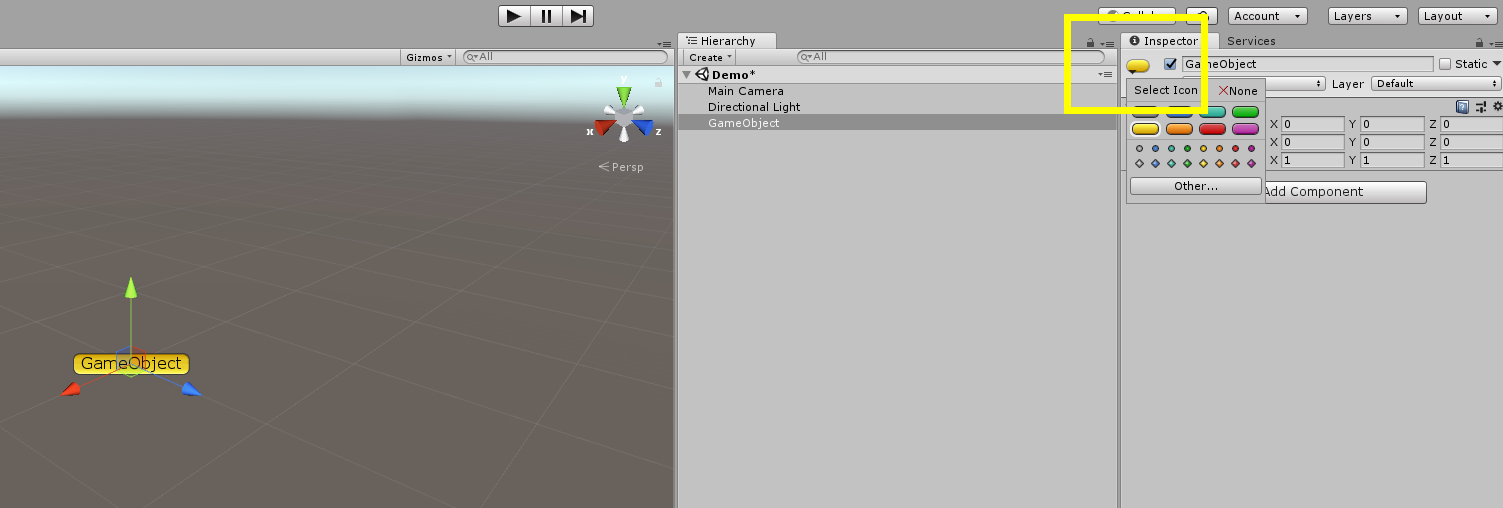 Collab
Account
Layers
Layout
Gizmos
All
Y
X
Z
Persp
GameObject
Hierarchy
Create
All
Demo*
Main Camera
Directional Light
GameObject
Inspector
Services
GameObject
Static
Layer
Default
Select Icon
None
X 0 Y 0 Z 0
X 0 Y 0 Z 0
X 1 Y 1 Z 1
Other...
Add Component